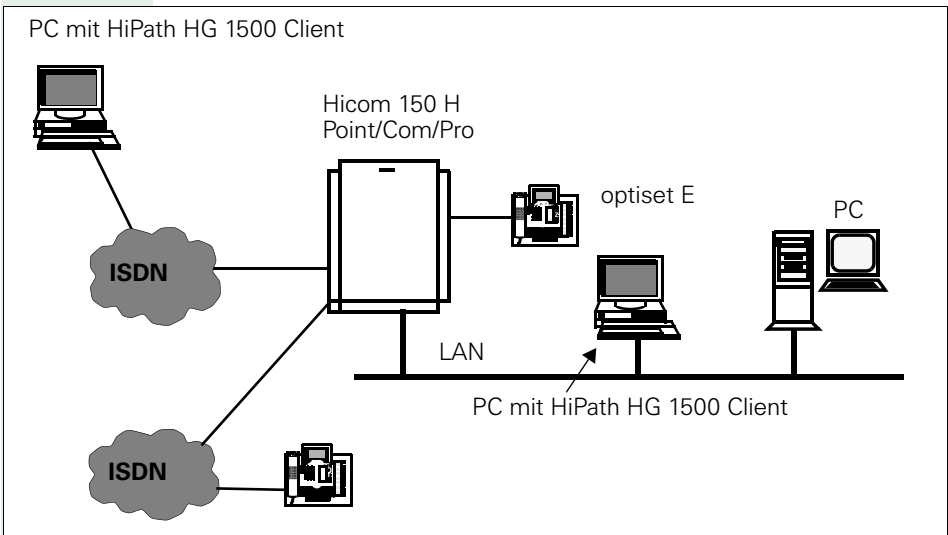 PC mit HiPath HG 1500 Client
Hicom 150 H
Point/Com/Pro
optiset E
PC
ISDN
LAN
PC mit HiPath HG 1500 Client
ISDN